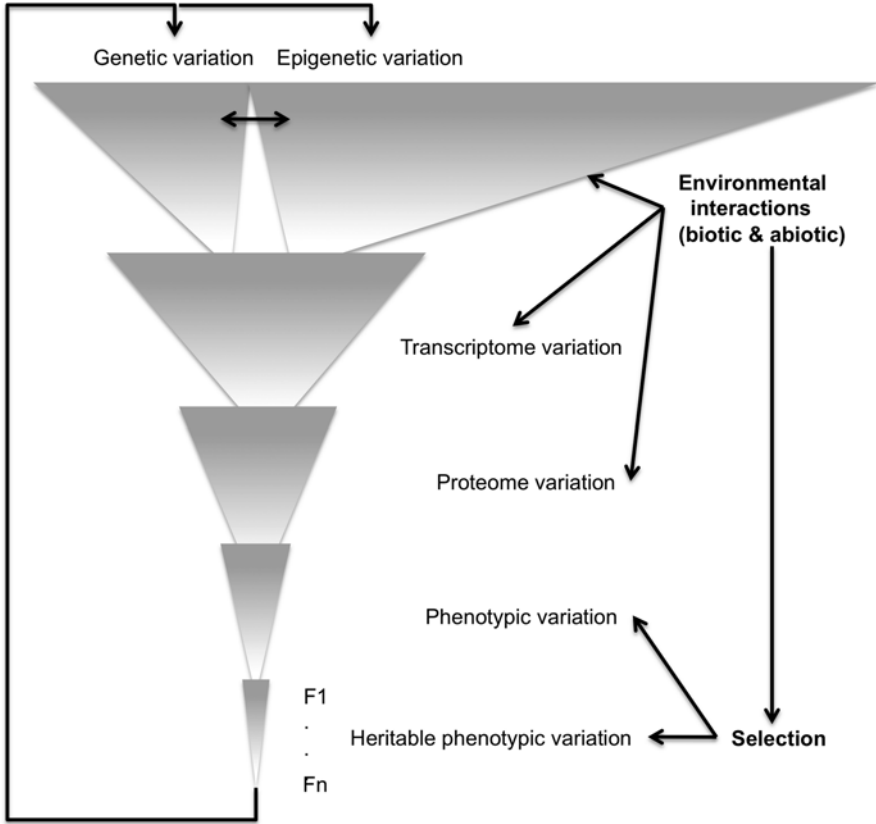 Genetic variation
Epigenetic variation
Environmental
interactions
(biotic & abiotic)
Transcriptome variation
Proteome variation
Phenotypic variation
F1
.
.
Fn
Heritable phenotypic variation
Selection